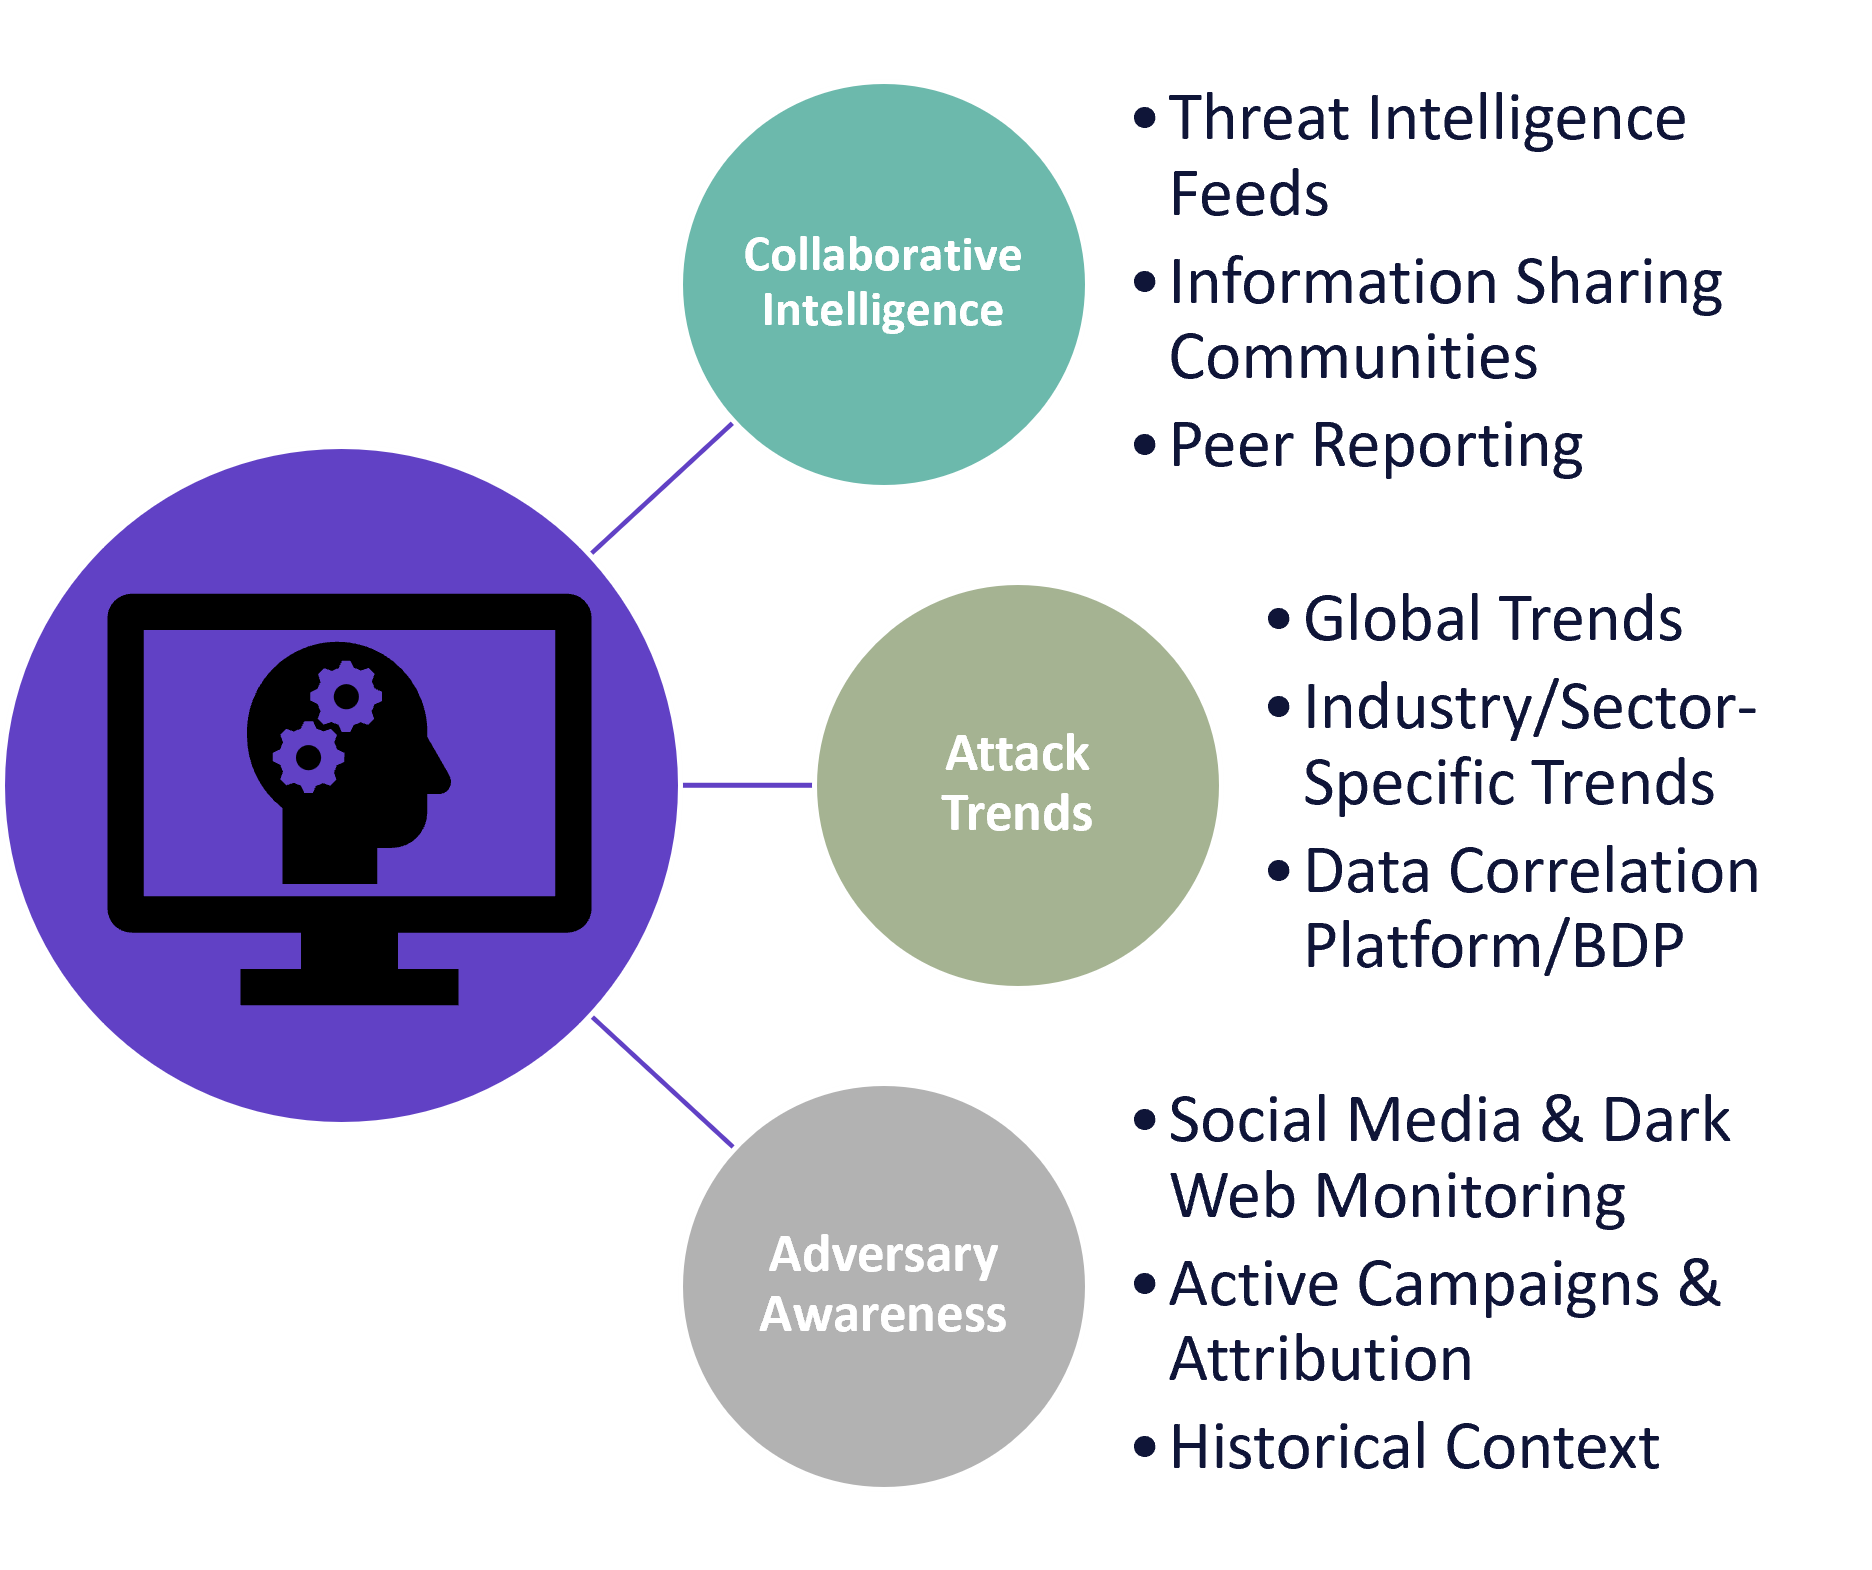 Collaborative
Intelligence
• Threat Intelligence
Feeds
• Information Sharing
Communities
• Peer Reporting
Attack
Trends
• Global Trends
• Industry/Sector-
Specific Trends
• Data Correlation
Platform/BDP
Adversary
Awareness
• Social Media & Dark
Web Monitoring
• Active Campaigns &
Attribution
• Historical Context